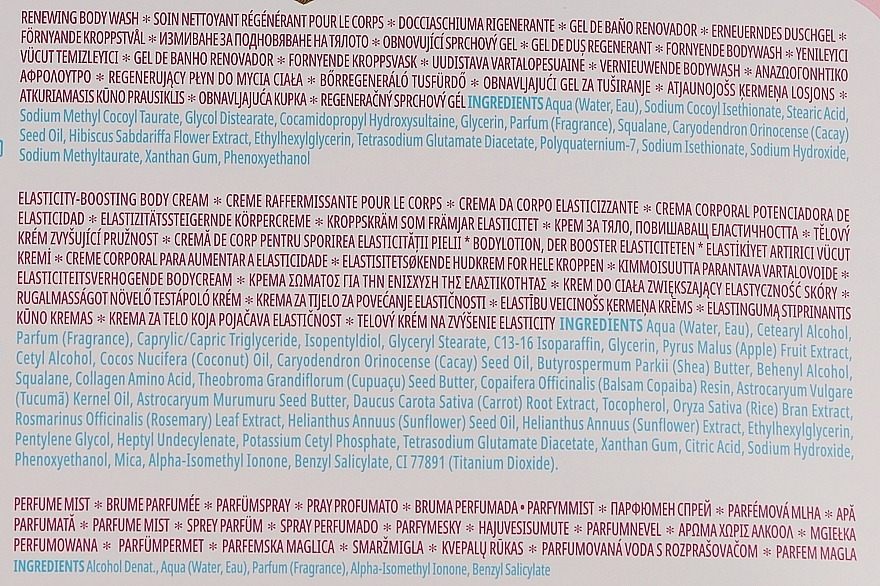 RENEWING BODY WASH * SOIN NETTOYANT RÉGÉNÉRANT POUR LE CORPS * DOCCIASCHIUMA RIGENERANTE * GEL DE BAÑO RENOVADOR * ERNEUERNDES DUSCHGEL *
FÖRNYANDE KROPPSTVÅL * ИЗМИВАНЕ ЗА ПОДНОВЯВАНЕ НА ТЯЛОТО * OBNOVUJÍCÍ SPRCHOVÝ GEL * GEL DE DUȘ REGENERANT * FORNYENDE BODYWASH * YENILEYICI
VÜCUT TEMIZLEYICI * GEL DE BANHO RENOVADOR * FORNYENDE KROPPSVASK * UUDISTAVA VARTALOPESUAINE * VERNIEUWENDE BODYWASH * ΑΝΑΖΩΟΓΟΝΗΤΙΚΟ
ΑΦΡΟΛΟΥΤΡΟ * REGENERUJĄCY PŁYN DO MYCIA CIAŁA * BŐRREGENERÁLÓ TUSFÜRDŐ * OBNAVLJAJUĆI GEL ZA TUŠIRANJE * ATJAUNOJOŠS ĶERMEŅA LOSJONS *
ATKURIAMASIS KŪNO PRAUSIKLIS * OBNAVLJAJUĆA KUPKA * REGENERAČNÝ SPRCHOVÝ GÉL INGREDIENTS Aqua (Water, Eau), Sodium Cocoyl Isethionate, Stearic Acid,
Sodium Methyl Cocoyl Taurate, Glycol Distearate, Cocamidopropyl Hydroxysultaine, Glycerin, Parfum (Fragrance), Squalane, Caryodendron Orinocense (Cacay)
Seed Oil, Hibiscus Sabdariffa Flower Extract, Ethylhexylglycerin, Tetrasodium Glutamate Diacetate, Polyquaternium-7, Sodium Isethionate, Sodium Hydroxide,
Sodium Methyltaurate, Xanthan Gum, Phenoxyethanol
ELASTICITY-BOOSTING BODY CREAM * CREME RAFFERMISSANTE POUR LE CORPS * CREMA DA CORPO ELASTICIZZANTE * CREMA CORPORAL POTENCIADORA DE
ELASTICIDAD * ELASTIZITÄTSSTEIGERNDE KÖRPERCREME * KROPPSKRÄM SOM FRÄMJAR ELASTICITET * КРЕМ ЗА ТЯЛО, ПОВИШАВАЩ ЕЛАСТИЧНОСТТА * TĚLOVÝ
KRÉM ZVYŠUJÍCÍ PRUŽNOST * CREMĂ DE CORP PENTRU SPORIREA ELASTICITĂȚII PIELII * BODYLOTION, DER BOOSTER ELASTICITETEN * ELASTİKİYET ARTIRICI VÜCUT
KREMİ * CREME CORPORAL PARA AUMENTAR A ELASTICIDADE * ELASTISITETSØKENDE HUDKREM FOR HELE KROPPEN * KIMMOISUUTTA PARANTAVA VARTALOVOIDE *
ELASTICITEITSVERHOGENDE BODYCREAM * ΚΡΕΜΑ ΣΩΜΑΤΟΣ ΓΙΑ ΤΗΝ ΕΝΙΣΧΥΣΗ ΤΗΣ ΕΛΑΣΤΙΚΟΤΗΤΑΣ * KREM DO CIAŁA ZWIĘKSZAJĄCY ELASTYCZNOŚĆ SKÓRY *
RUGALMASSÁGOT NÖVELŐ TESTÁPOLÓ KRÉM * KREMA ZA TIJELO ZA POVEĆANJE ELASTIČNOSTI * ELASTĪBU VEICINOŠS ĶERMEŅA KRĒMS * ELASTINGUMĄ STIPRINANTIS
KŪNO KREMAS * KREMA ZA TELO KOJA POJAČAVA ELASTIČNOST * TELOVÝ KRÉM NA ZVÝŠENIE ELASTICITY INGREDIENTS Aqua (Water, Eau), Cetearyl Alcohol,
Parfum (Fragrance), Caprylic/Capric Triglyceride, Isopentyldiol, Glyceryl Stearate, C13-16 Isoparaffin, Glycerin, Pyrus Malus (Apple) Fruit Extract,
Cetyl Alcohol, Cocos Nucifera (Coconut) Oil, Caryodendron Orinocense (Cacay) Seed Oil, Butyrospermum Parkii (Shea) Butter, Behenyl Alcohol,
Squalane, Collagen Amino Acid, Theobroma Grandiflorum (Cupuaçu) Seed Butter, Copaifera Officinalis (Balsam Copaiba) Resin, Astrocaryum Vulgare
(Tucumã) Kernel Oil, Astrocaryum Murumuru Seed Butter, Daucus Carota Sativa (Carrot) Root Extract, Tocopherol, Oryza Sativa (Rice) Bran Extract,
Rosmarinus Officinalis (Rosemary) Leaf Extract, Helianthus Annuus (Sunflower) Seed Oil, Helianthus Annuus (Sunflower) Extract, Ethylhexylglycerin,
Pentylene Glycol, Heptyl Undecylenate, Potassium Cetyl Phosphate, Tetrasodium Glutamate Diacetate, Xanthan Gum, Citric Acid, Sodium Hydroxide,
Phenoxyethanol, Mica, Alpha-Isomethyl Ionone, Benzyl Salicylate, CI 77891 (Titanium Dioxide).
PERFUME MIST * BRUME PARFUMÉE * PARFÜMSPRAY * PRAY PROFUMATO * BRUMA PERFUMADA • PARFYMMIST * ПАРФЮМЕН СПРЕЙ * PARFÉMOVÁ MLHA * APĂ
PARFUMATĂ * PARFUME MIST * SPREY PARFÜM * SPRAY PERFUMADO * PARFYMESKY * HAJUVESISUMUTE * PARFUMNEVEL * ΑΡΩΜΑ ΧΩΡΙΣ ΑΛΚΟΟΛ * MGIEŁKA
PERFUMOWANA * PARFÜMPERMET * PARFEMSKA MAGLICA * SMARŽMIGLA * KVEPALŲ RŪKAS * PARFUMOVANÁ VODA S ROZPRAŠOVAČOM * PARFEM MAGLA
INGREDIENTS Alcohol Denat., Aqua (Water, Eau), Parfum (Fragrance), Alpha-Isomethyl Ionone, Benzyl Salicylate